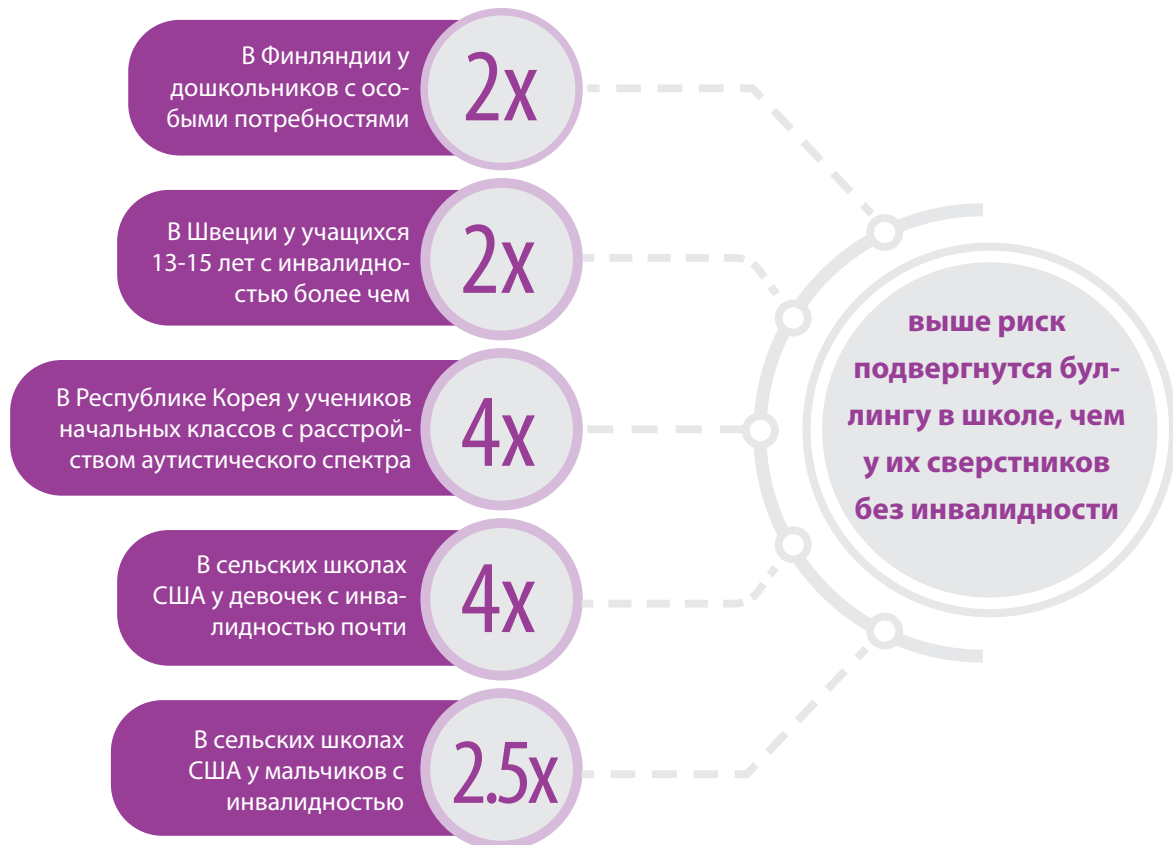 В Финляндии у
дошкольников с осо-
быми потребностями
2x
В Швеции у учащихся
13-15 лет с инвалидно-
стью более чем
2x
В Республике Корея у учеников
начальных классов с расстрой-
ством аутистического спектра
4x
В сельских школах
США у девочек с инва-
лидностью почти
4x
В сельских школах
США у мальчиков с
инвалидностью
2.5x
выше риск
подвергнутся бул-
лингу в школе, чем
у их сверстников
без инвалидности